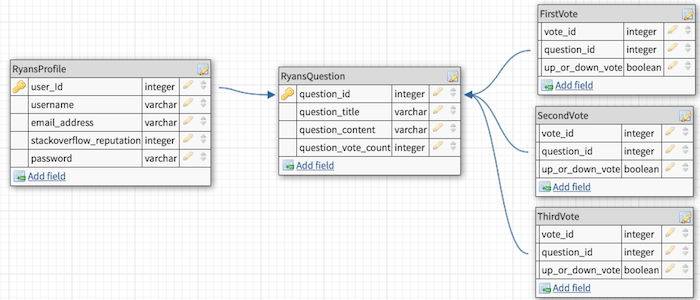 RyansProfile
user_Id integer
username varchar
email_address varchar
stackoverflow_reputation integer
password varchar
Add field
RyansQuestion
question_id integer
question_title varchar
question_content varchar
question_vote_count integer
Add field
FirstVote
vote_id integer
question_id integer
up_or_down_vote boolean
Add field
SecondVote
vote_id integer
question_id integer
up_or_down_vote boolean
Add field
ThirdVote
vote_id integer
question_id integer
up_or_down_vote boolean
Add field